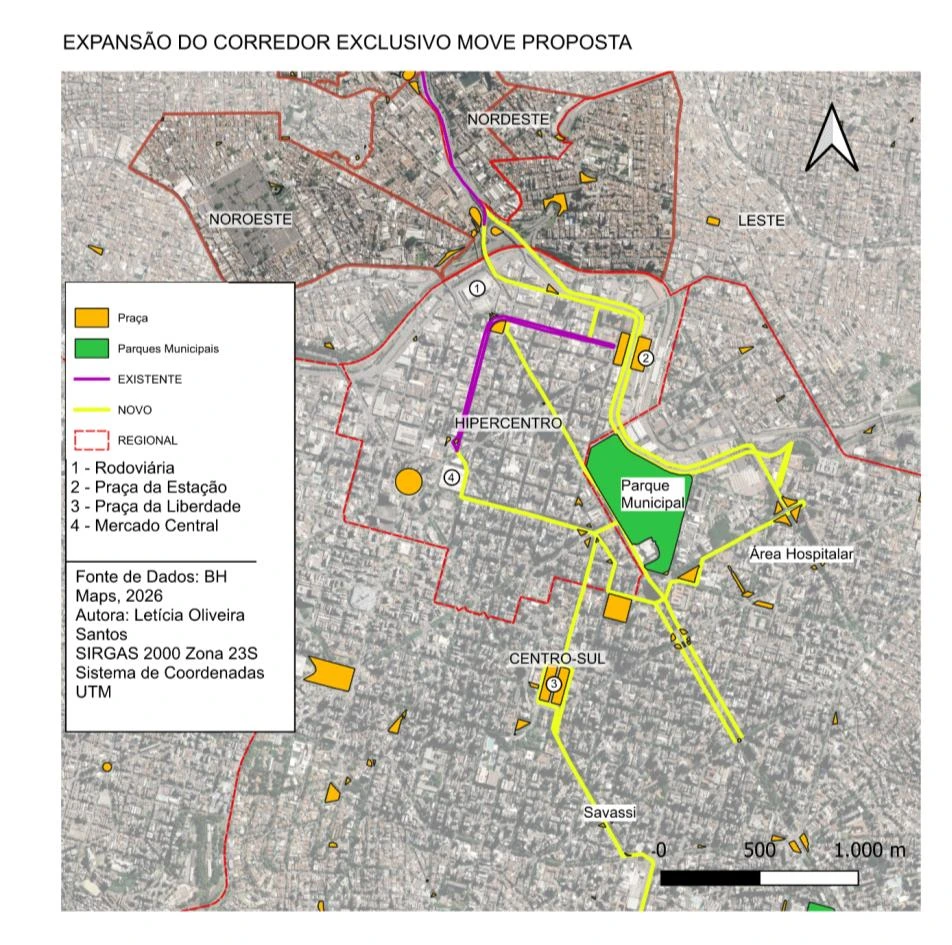 EXPANSÃO DO CORREDOR EXCLUSIVO MOVE PROPOSTA
NORDESTE
NOROESTE
LESTE
1
2
HIPERCENTRO
4
Parque
Municipal
Área Hospitalar
CENTRO-SUL
3
Savassi
0 500 1.000 m
Praça
Parques Municipais
EXISTENTE
NOVO
REGIONAL
1 - Rodoviária
2 - Praça da Estação
3 - Praça da Liberdade
4 - Mercado Central
Fonte de Dados: BH
Maps, 2026
Autora: Letícia Oliveira
Santos
SIRGAS 2000 Zona 23S
Sistema de Coordenadas
UTM